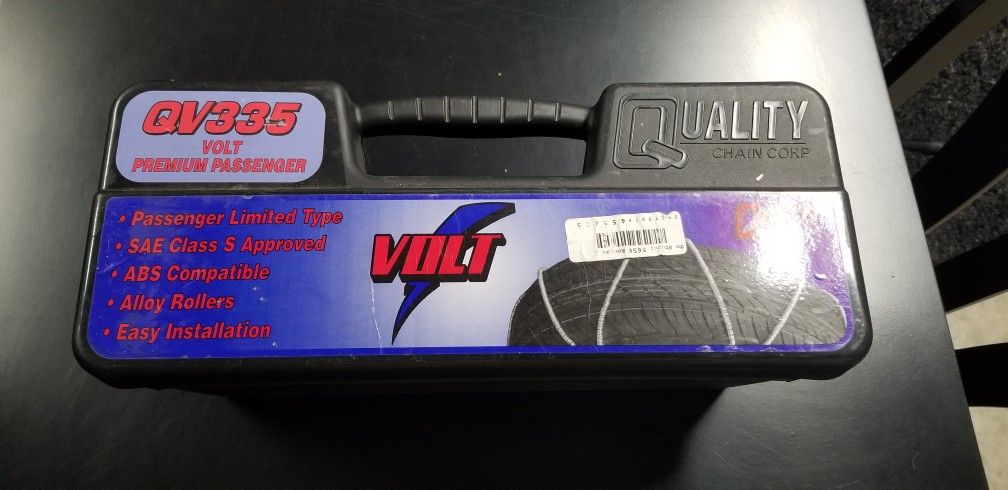 QV335
VOLT
PREMIUM PASSENGER
QUALITY
CHAIN CORP
• Passenger Limited Type
• SAE Class S Approved
• ABS Compatible
• Alloy Rollers
• Easy Installation
VOLT